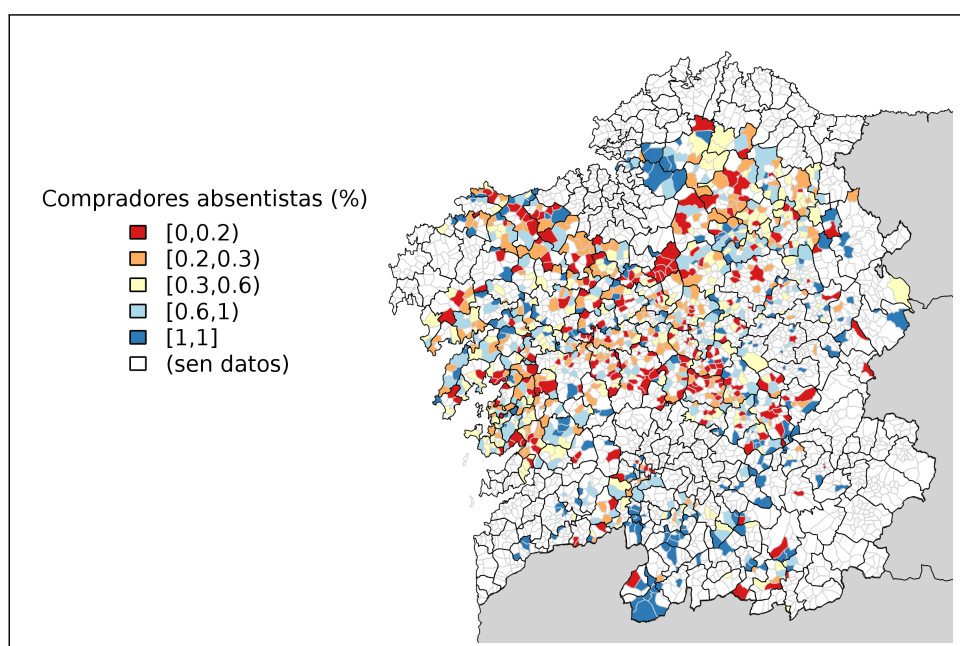 Compradores absentistas (%)
[0,0.2)
[0.2,0.3)
[0.3,0.6)
[0.6,1)
[1,1]
(sen datos)